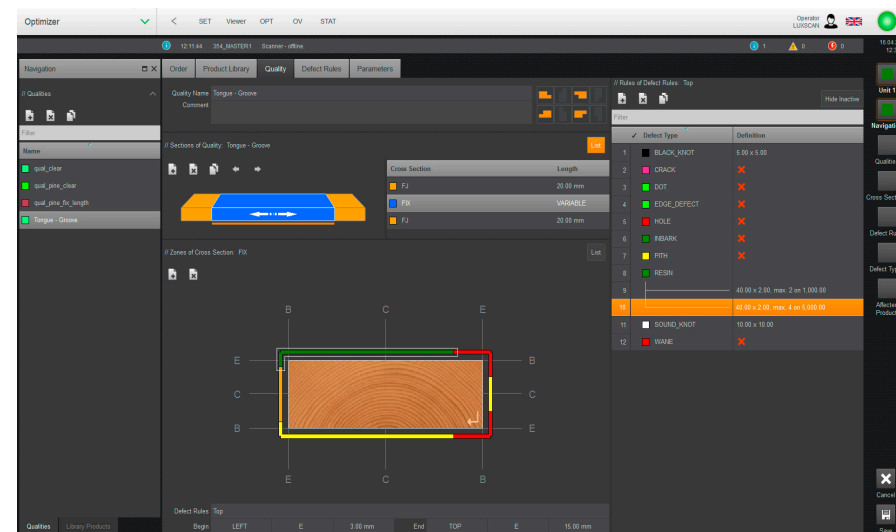 Optimizer
< SET Viewer OPT OV STAT
Operator
LUXSCAN
12:11:44 354_MASTER1 Scanner - offline.
1 0 0
Navigation
Order Product Library Quality Defect Rules Parameters
// Qualities
Filter
Name
qual_clear
qual_pine_clear
qual_pine_fix_length
Tongue - Groove
Quality Name Tongue - Groove
Comment
// Sections of Quality: Tongue - Groove
List
Cross Section Length
FJ 20.00 mm
FIX VARIABLE
FJ 20.00 mm
// Zones of Cross Section: FIX
List
B C E
E B
C C
B E
E C B
Defect Rules Top
Begin LEFT E 3.00 mm End TOP E 15.00 mm
// Rules of Defect Rules: Top
Hide Inactive
Filter
✓ Defect Type Definition
1 BLACK_KNOT 5.00 x 5.00
2 CRACK
3 DOT
4 EDGE_DEFECT
5 HOLE
6 INBARK
7 PITH
8 RESIN
9 40.00 x 2.00, max. 2 on 1,000.00
10 40.00 x 2.00, max. 4 on 5,000.00
11 SOUND_KNOT 10.00 x 10.00
12 WANE
Unit 1
Navigati
Qualitie
Cross Sect
Defect Ru
Defect Typ
Affecte
Product
Cancel
Save
Qualities Library Products